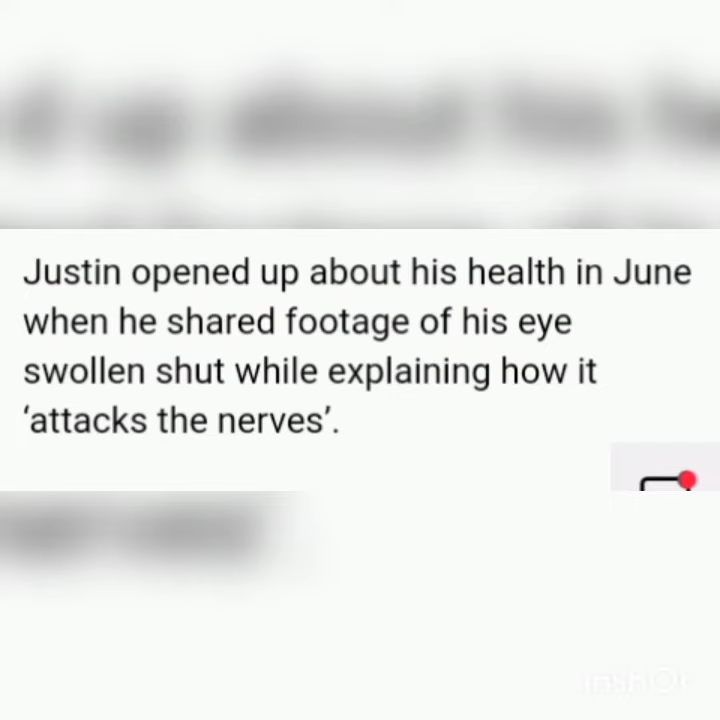 Justin opened up about his health in June
when he shared footage of his eye
swollen shut while explaining how it
‘attacks the nerves’.
InShOt